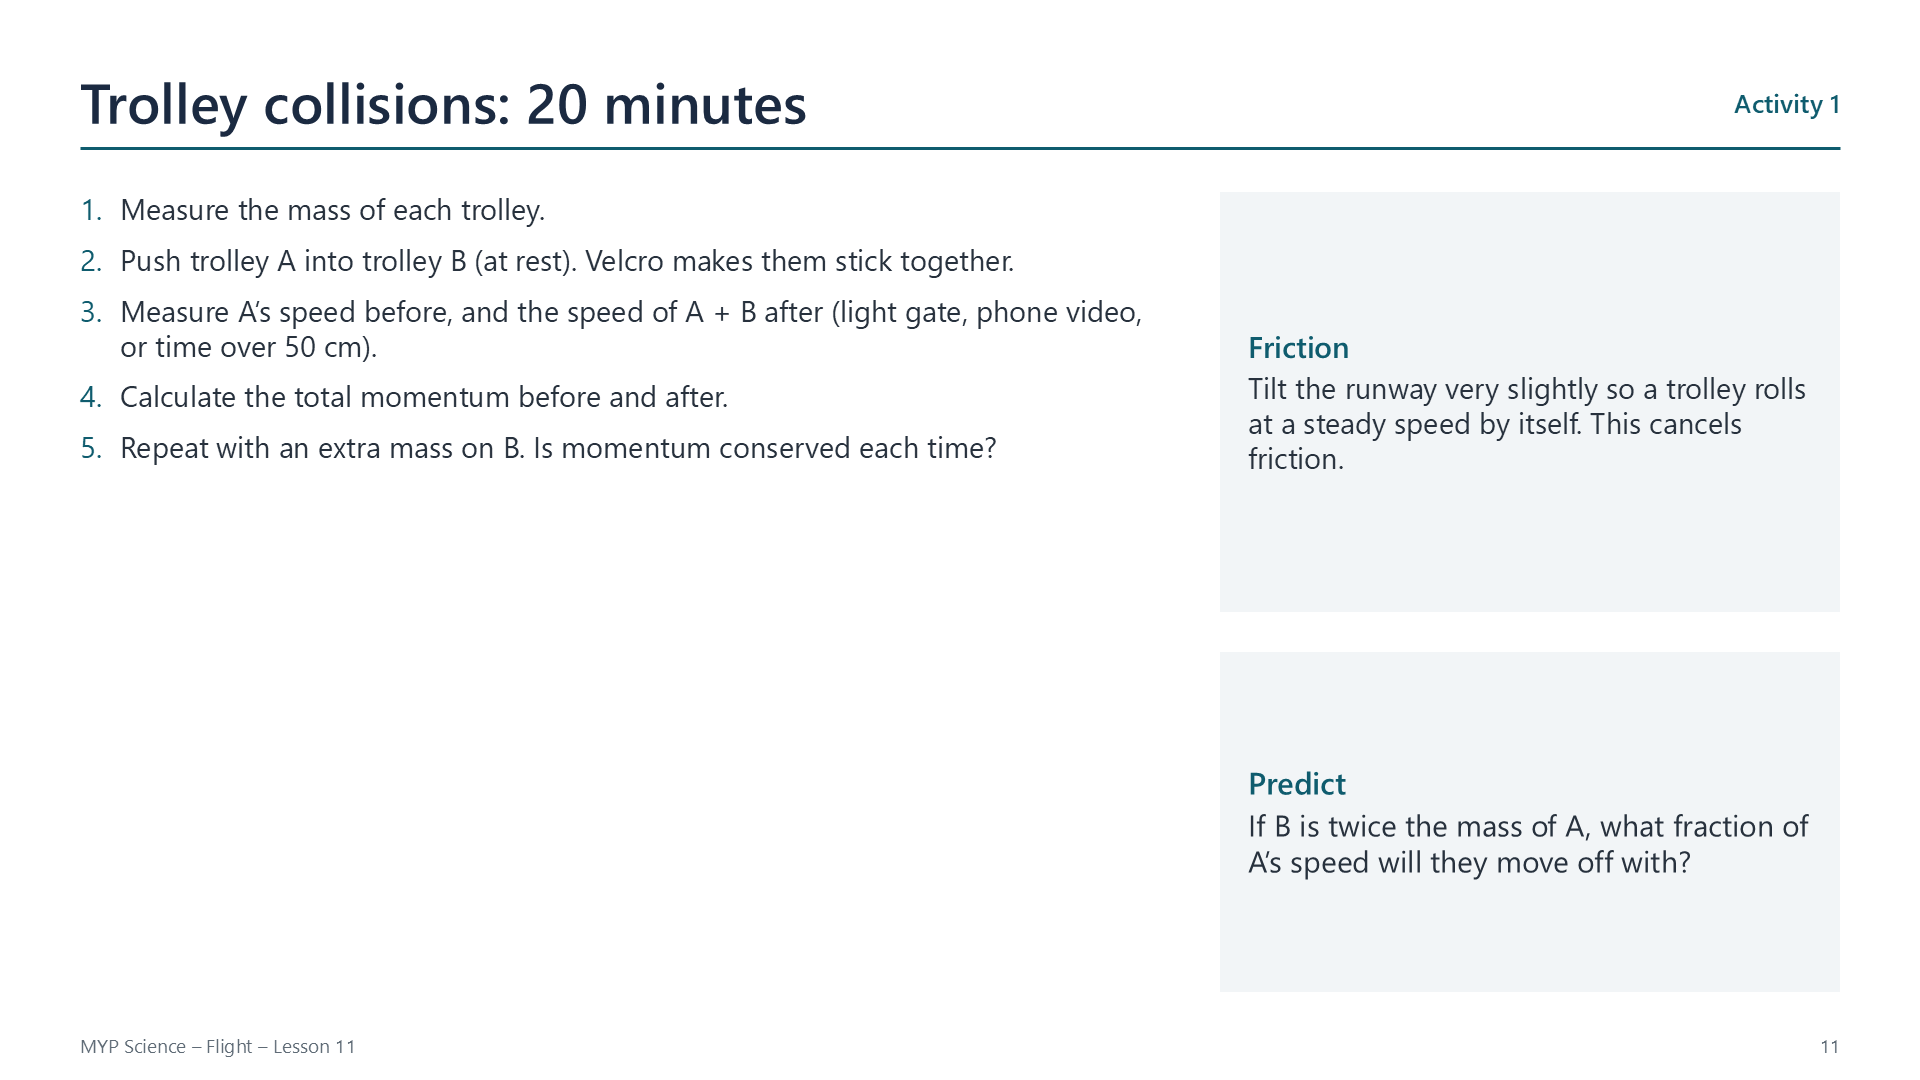 Trolley collisions: 20 minutes
Activity 1
1. Measure the mass of each trolley.
2. Push trolley A into trolley B (at rest). Velcro makes them stick together.
3. Measure A’s speed before, and the speed of A + B after (light gate, phone video,
or time over 50 cm).
4. Calculate the total momentum before and after.
5. Repeat with an extra mass on B. Is momentum conserved each time?
Friction
Tilt the runway very slightly so a trolley rolls
at a steady speed by itself. This cancels
friction.
Predict
If B is twice the mass of A, what fraction of
A’s speed will they move off with?
MYP Science – Flight – Lesson 11
11